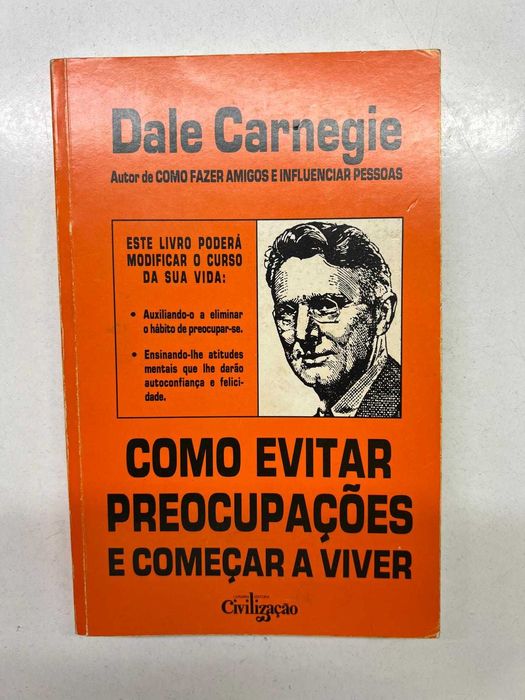 Dale Carnegie
Autor de COMO FAZER AMIGOS E INFLUENCIAR PESSOAS
ESTE LIVRO PODERÁ
MODIFICAR O CURSO
DA SUA VIDA:
• Auxiliando-o a eliminar
o hábito de preocupar-se.
• Ensinando-lhe atitudes
mentais que lhe darão
autoconfiança e felici-
dade.
COMO EVITAR
PREOCUPAÇÕES
E COMEÇAR A VIVER
Civilização